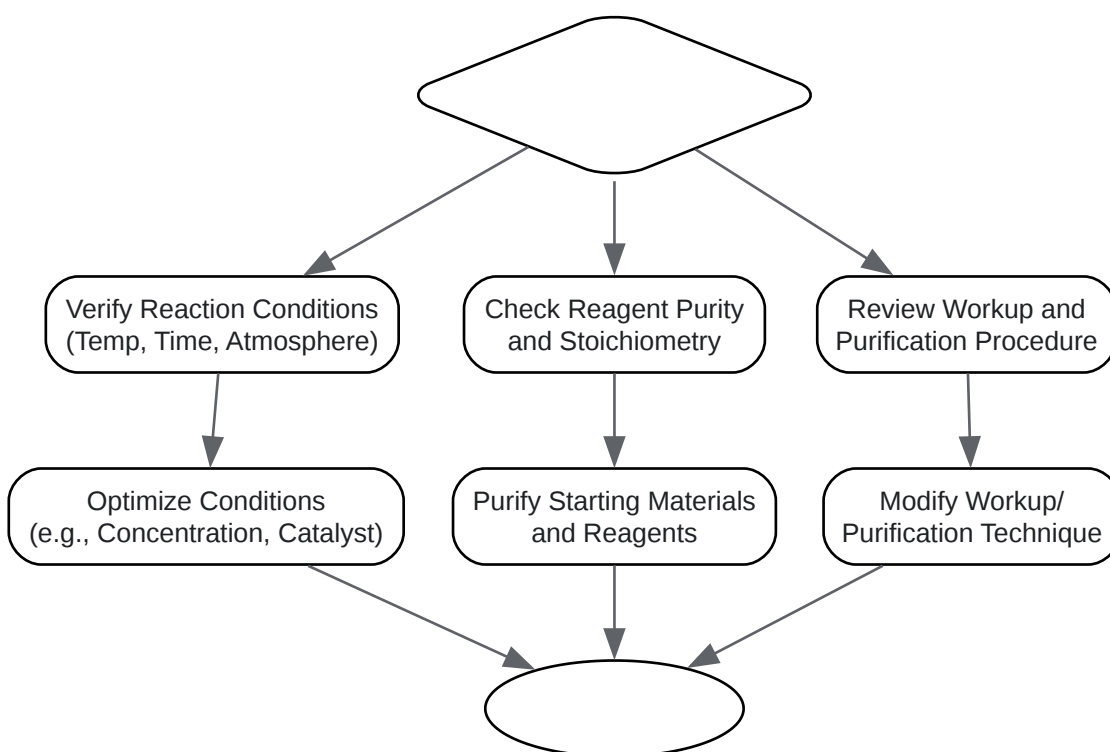 Verify Reaction Conditions
(Temp, Time, Atmosphere)
Check Reagent Purity
and Stoichiometry
Review Workup and
Purification Procedure
Optimize Conditions
(e.g., Concentration, Catalyst)
Purify Starting Materials
and Reagents
Modify Workup/
Purification Technique